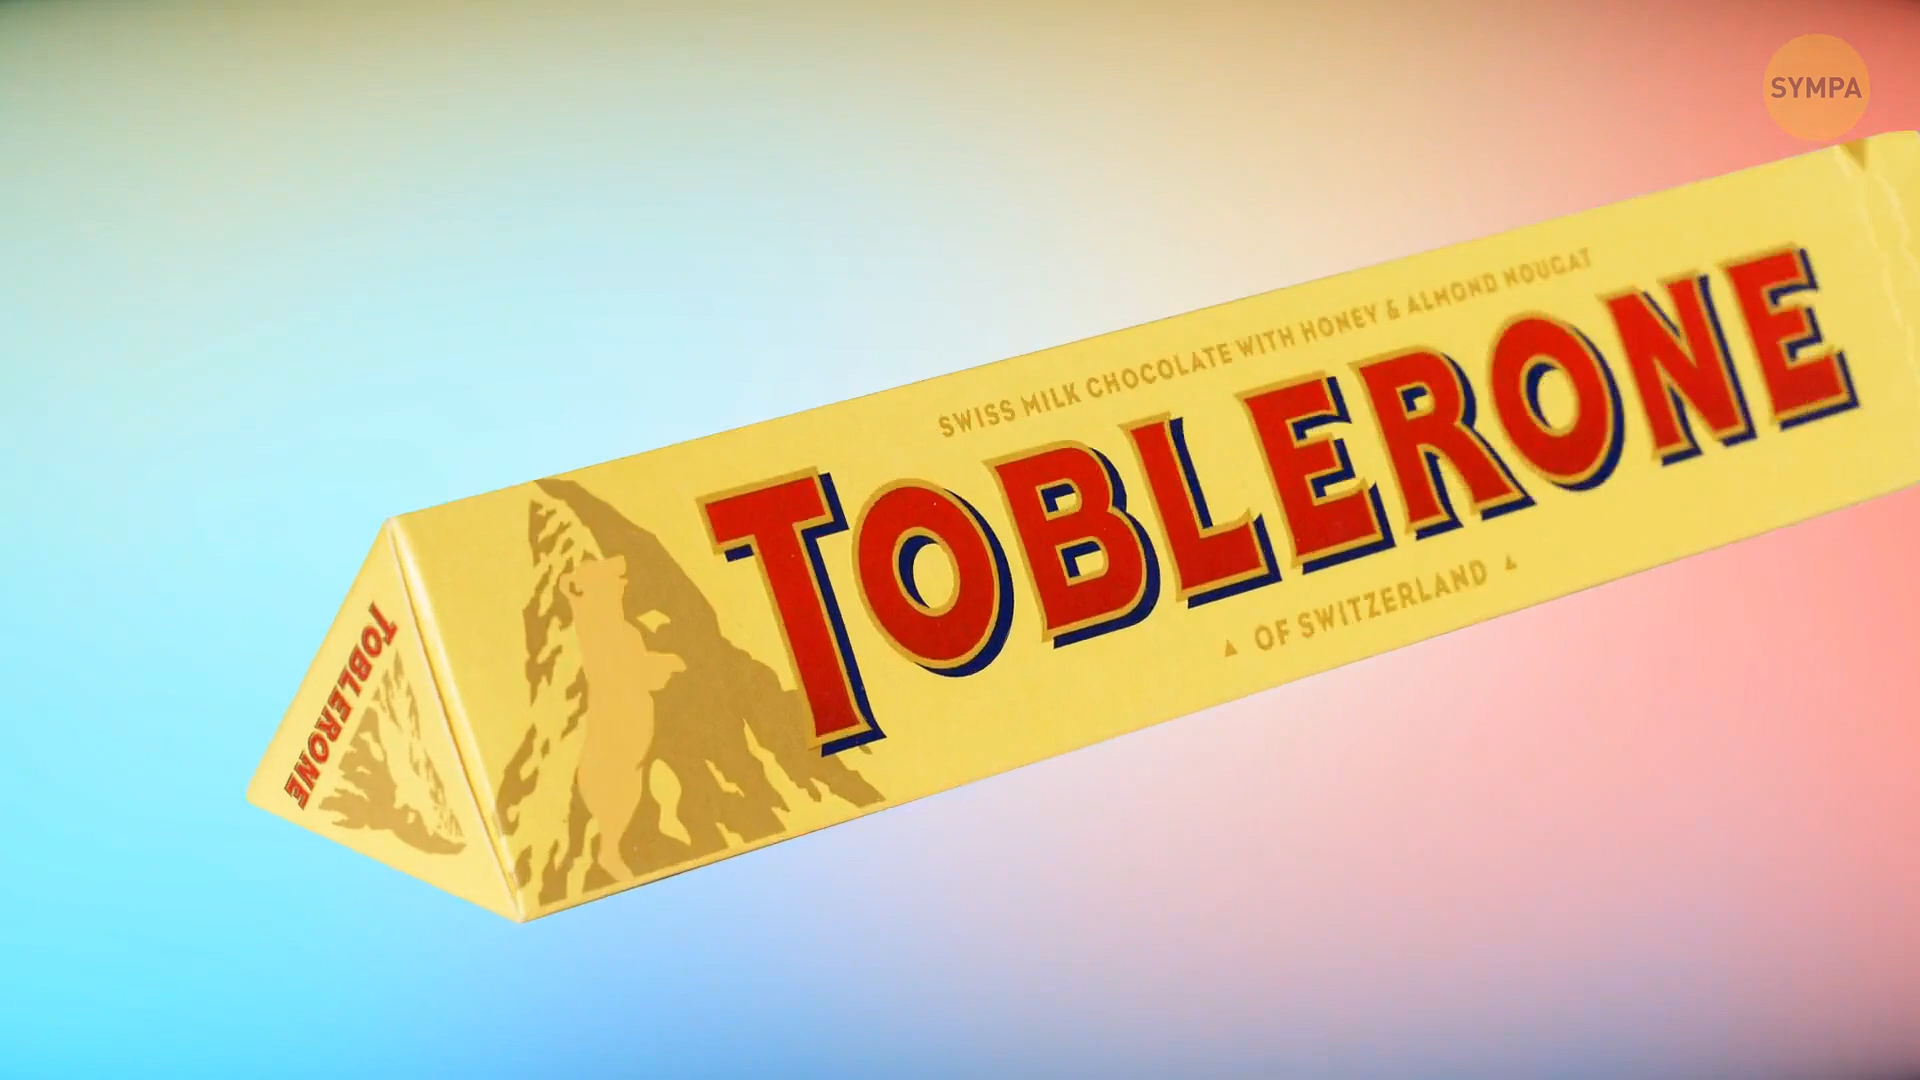 SYMPA
SWISS MILK CHOCOLATE WITH HONEY & ALMOND NOUGAT
TOBLERONE
OF SWITZERLAND
TOBLERONE